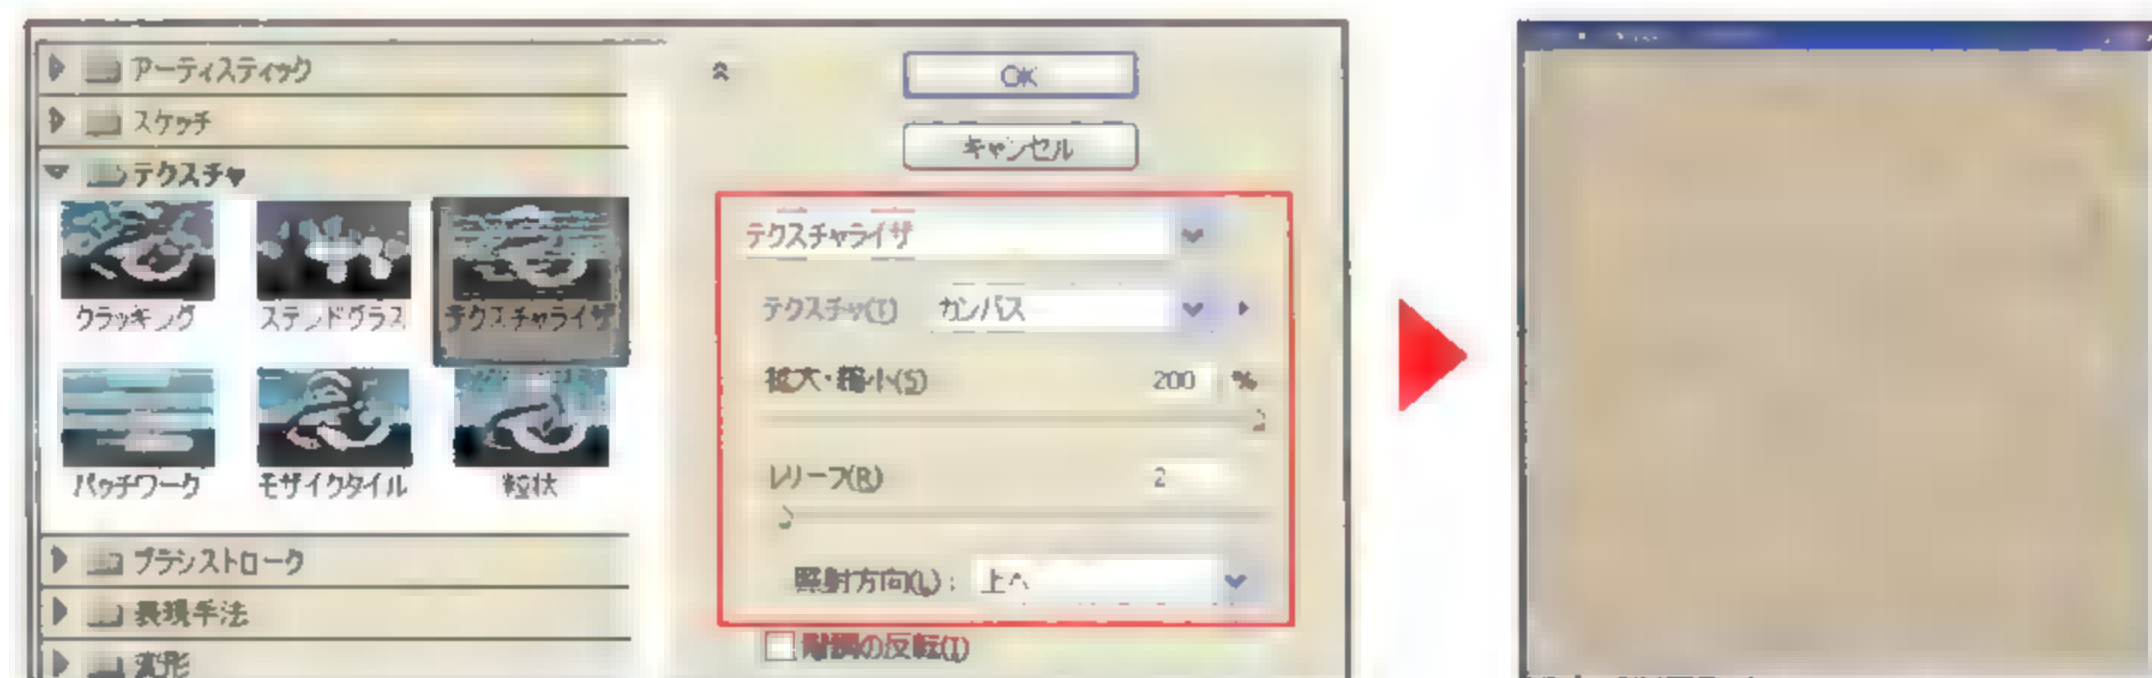 アーティスティック
スケッチ
テクスチャ
クラッキング
ステンドグラス
テクスチャライザ
パッチワーク
モザイクタイル
粒状
ブラシストローク
表現手法
変形
OK
キャンセル
テクスチャライザ
テクスチャ(T) カンバス
拡大・縮小(S) 200 %
レリーフ(R) 2
照射方向(L): 上へ
階調の反転(I)